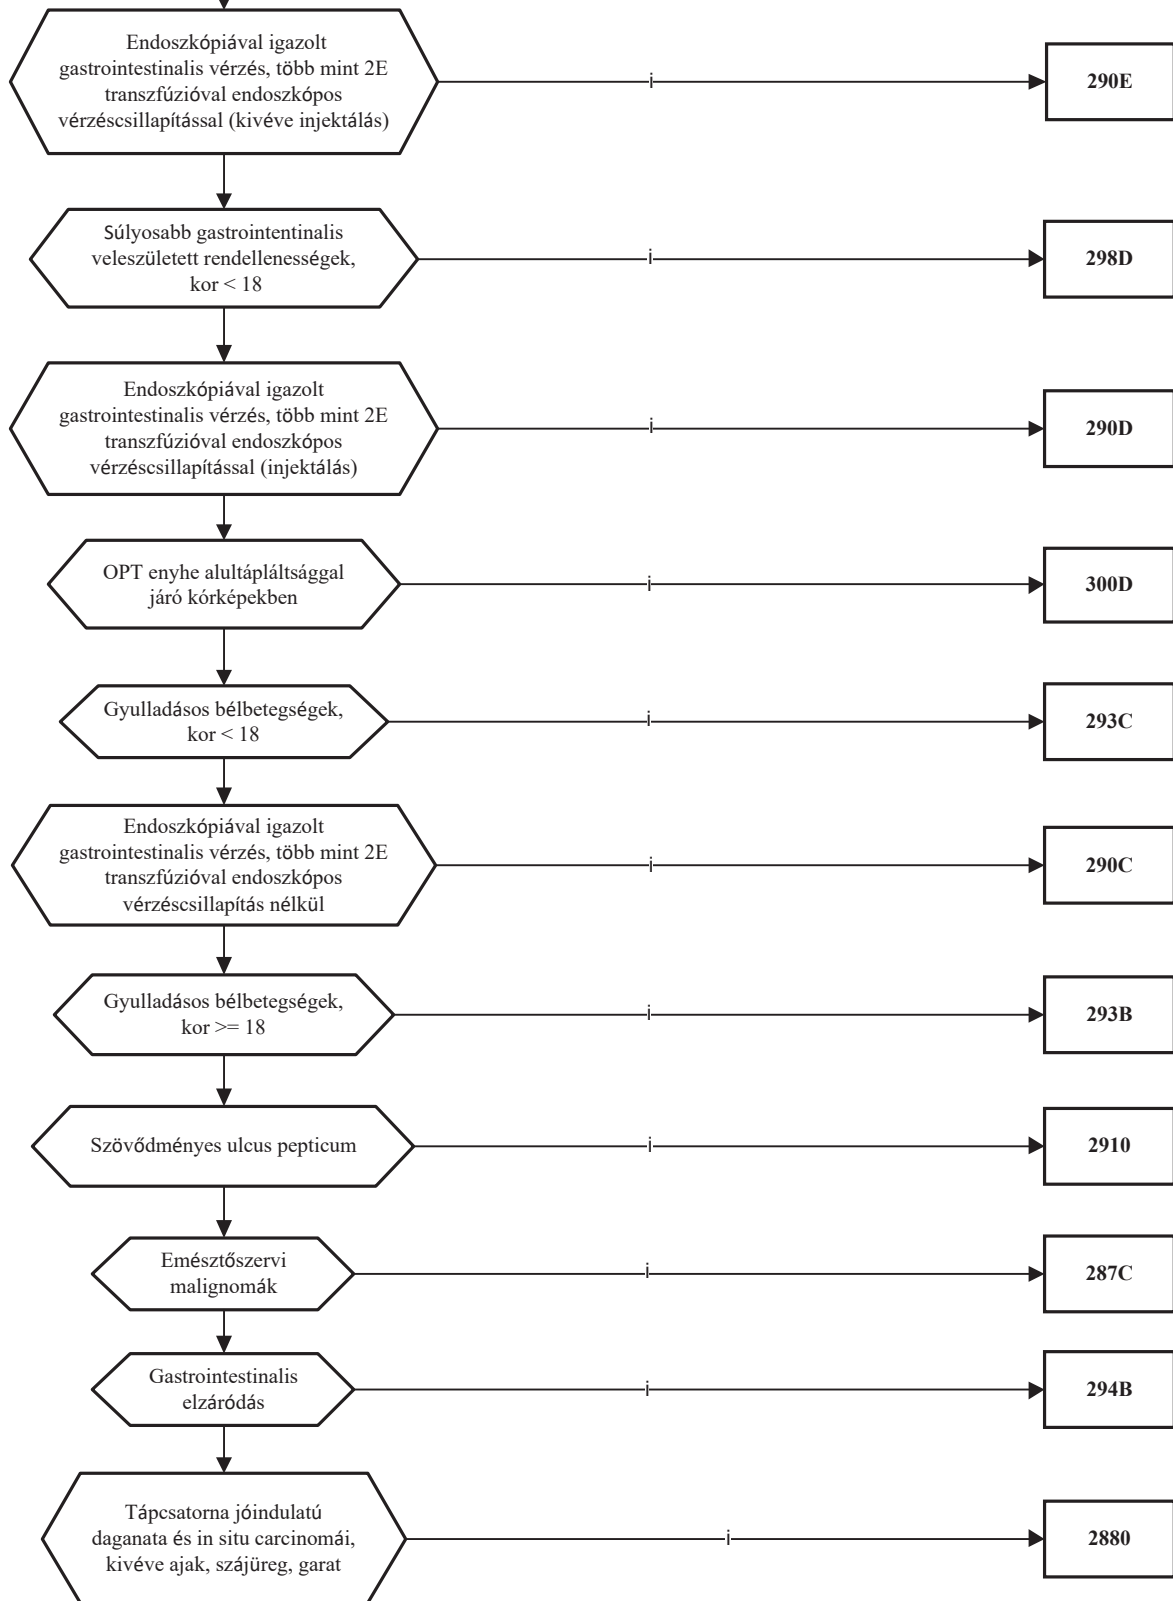 Endoszkópiával igazolt
gastrointestinalis vérzés, több mint 2E
transzfúzióval endoszkópos
vérzéscsillapítással (kivéve injektálás)
i
290E
Súlyosabb gastrointentinalis
veleszületett rendellenességek,
kor < 18
i
298D
Endoszkópiával igazolt
gastrointestinalis vérzés, több mint 2E
transzfúzióval endoszkópos
vérzéscsillapítással (injektálás)
i
290D
OPT enyhe alultápláltsággal
járó kórképekben
i
300D
Gyulladásos bélbetegségek,
kor < 18
i
293C
Endoszkópiával igazolt
gastrointestinalis vérzés, több mint 2E
transzfúzióval endoszkópos
vérzéscsillapítás nélkül
i
290C
Gyulladásos bélbetegségek,
kor >= 18
i
293B
Szövődményes ulcus pepticum
i
2910
Emésztőszervi
malignomák
i
287C
Gastrointestinalis
elzáródás
i
294B
Tápcsatorna jóindulatú
daganata és in situ carcinomái,
kivéve ajak, szájüreg, garat
i
2880